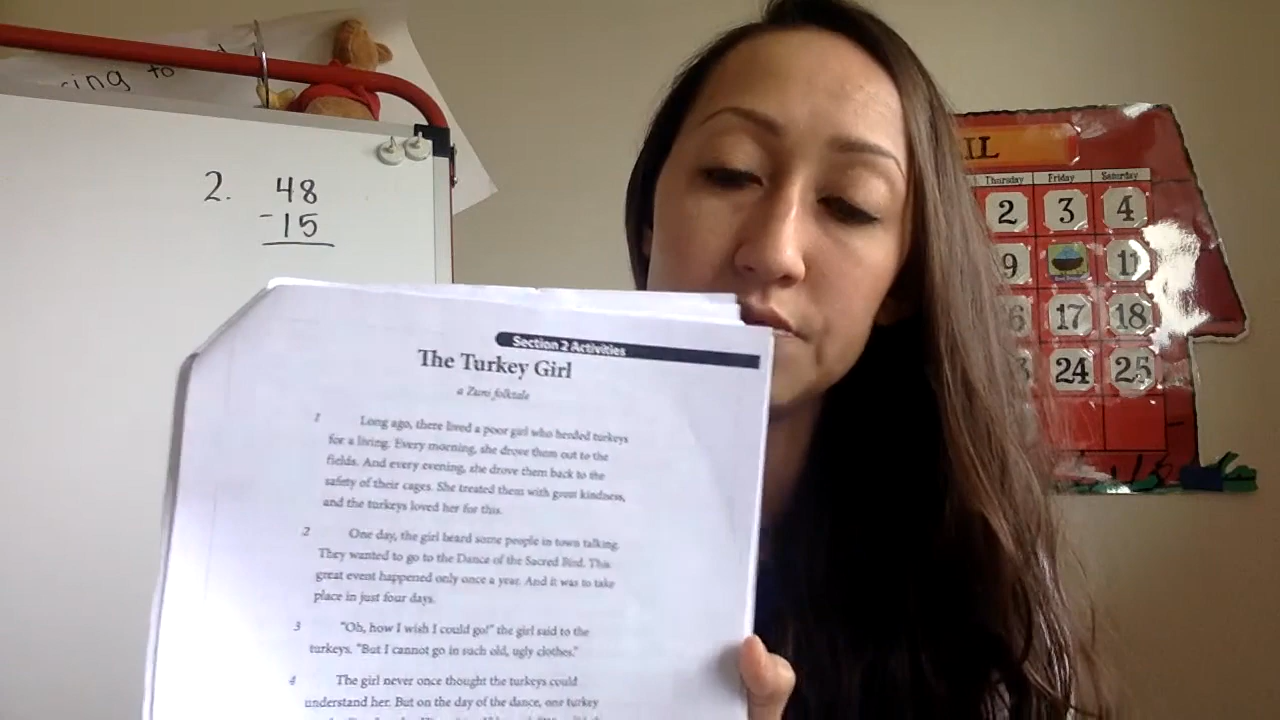 -ing to
2. 48
- 15
Section 2 Activities
The Turkey Girl
a Zuni folktale
1 Long ago, there lived a poor girl who herded turkeys
for a living. Every morning, she drove them out to the
fields. And every evening, she drove them back to the
safety of their cages. She treated them with great kindness,
and the turkeys loved her for this.
2 One day, the girl heard some people in town talking.
They wanted to go to the Dance of the Sacred Bird. This
great event happened only once a year. And it was to take
place in just four days.
3 "Oh, how I wish I could go!" the girl said to the
turkeys. "But I cannot go in such old, ugly clothes."
4 The girl never once thought the turkeys could
understand her. But on the day of the dance, one turkey
IL
Thursday Friday Saturday
2 3 4
9 11
6 17 18
3 24 25